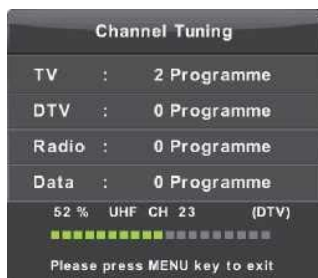 Channel Tuning
TV : 2 Programme
DTV : 0 Programme
Radio : 0 Programme
Data : 0 Programme
52 % UHF CH 23 (DTV)
Please press MENU key to exit